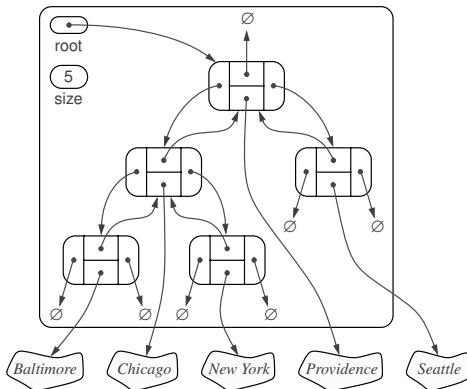 ∅
root
5
size
∅ ∅
∅ ∅ ∅ ∅
Baltimore Chicago New York Providence Seattle